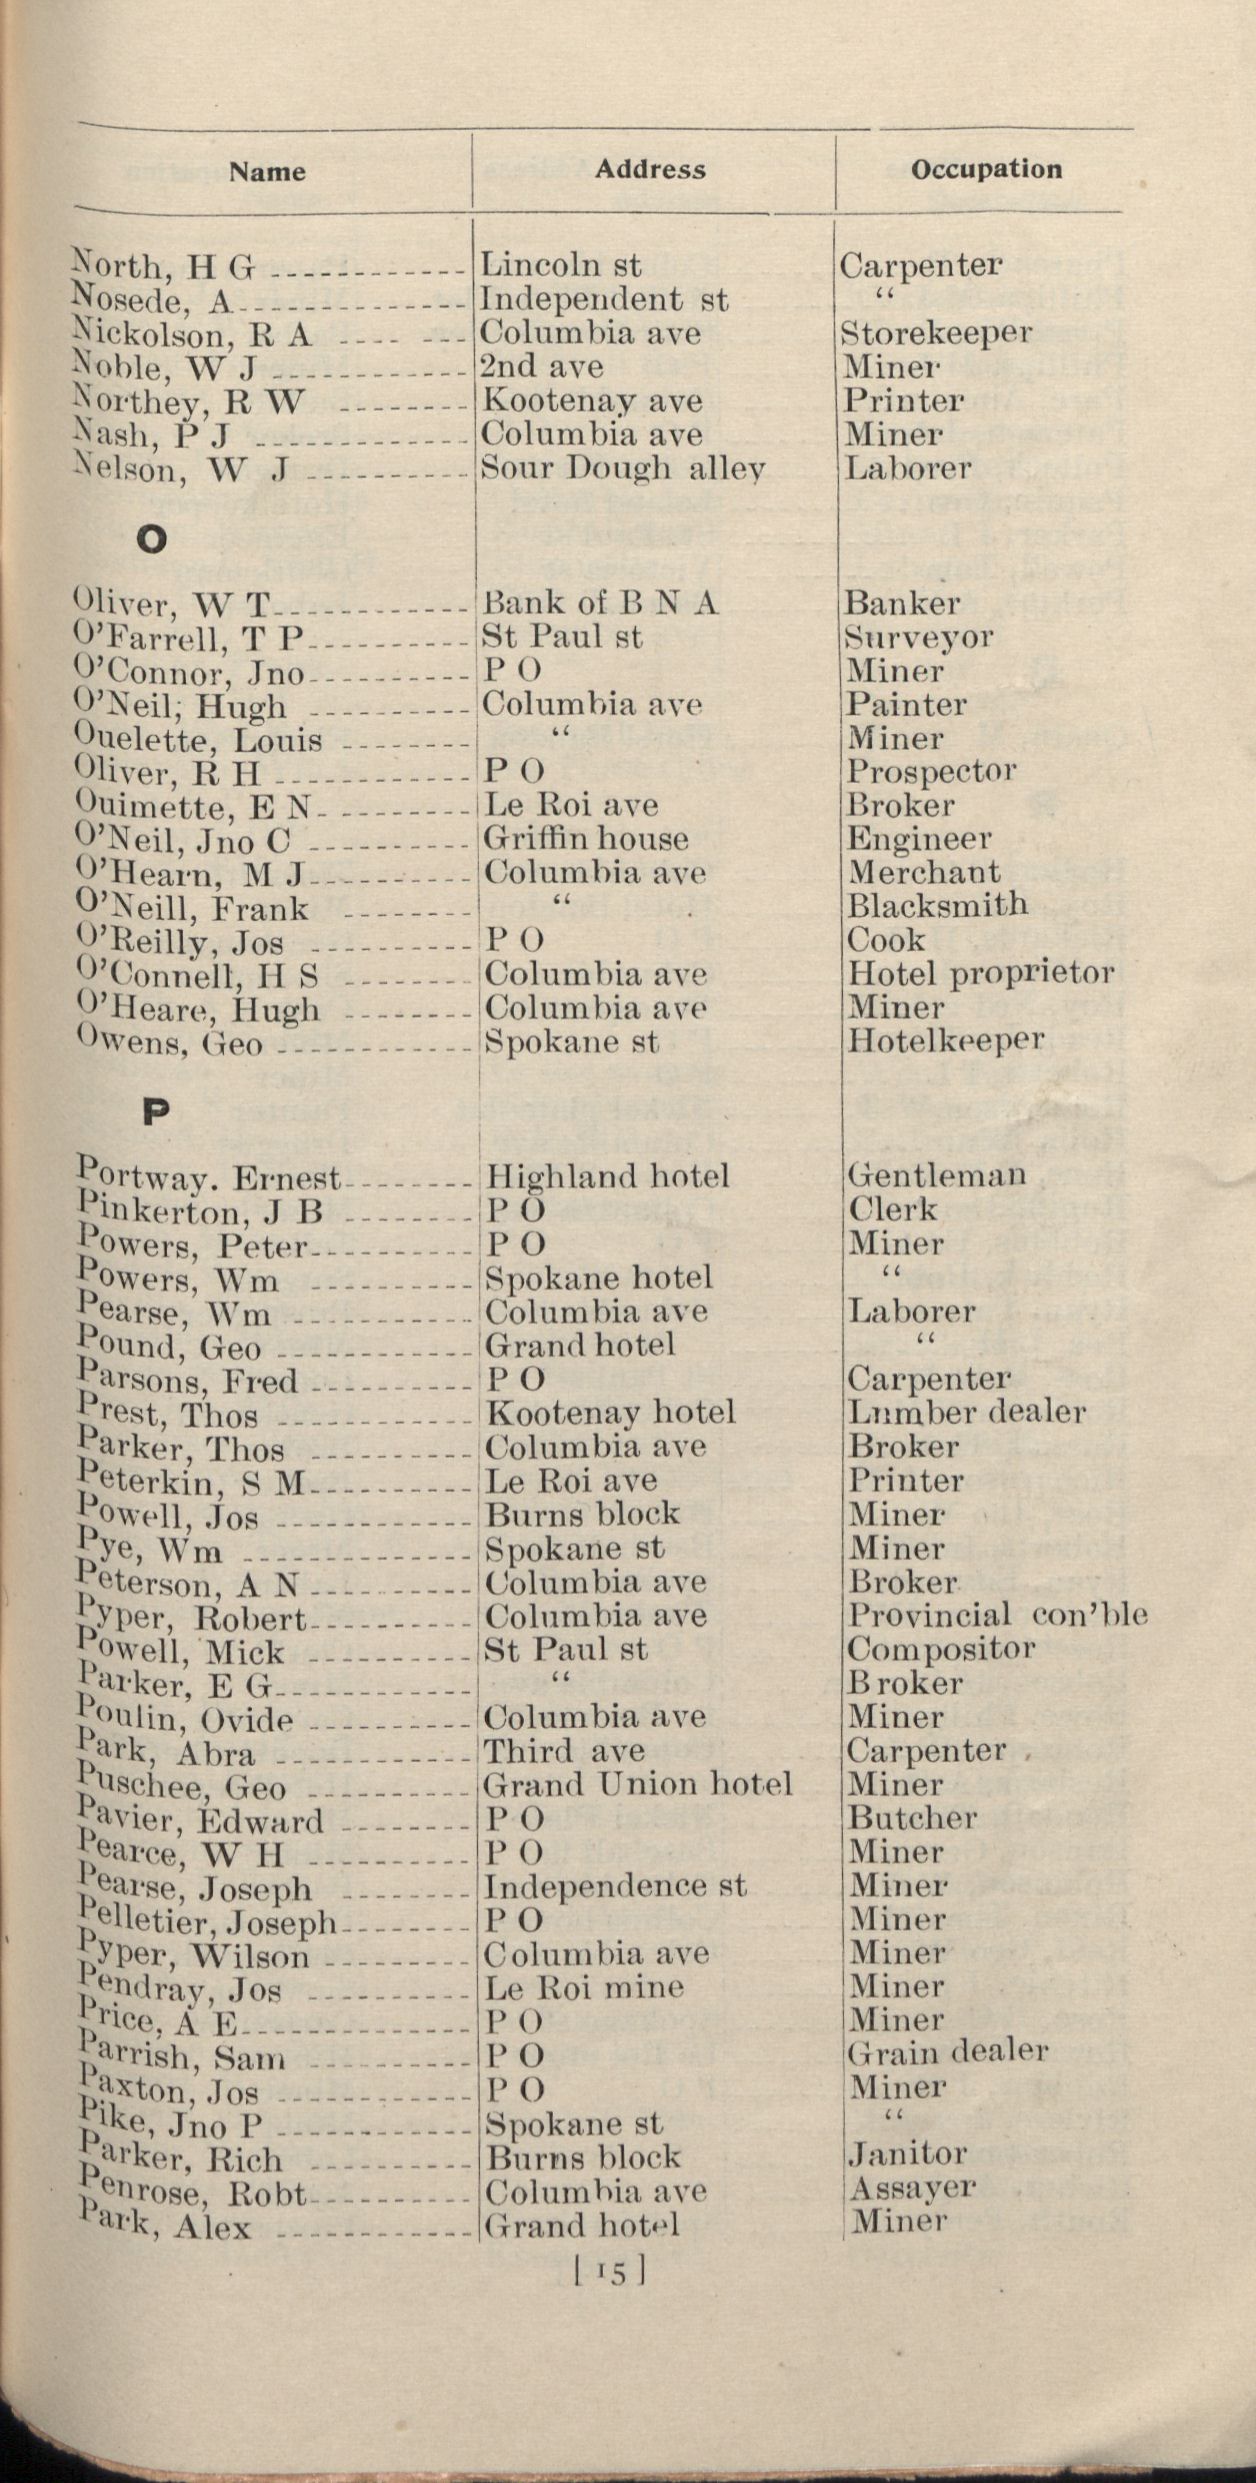 Name Address Occupation
North, H G Lincoln st Carpenter
Nosede, A Independent st “
Nickolson, R A Columbia ave Storekeeper
Noble, W J 2nd ave Miner
Northey, R W Kootenay ave Printer
Nash, P J Columbia ave Miner
Nelson, W J Sour Dough alley Laborer
O
Oliver, W T Bank of B N A Banker
O’Farrell, T P St Paul st Surveyor
O’Connor, Jno P O Miner
O’Neil; Hugh Columbia ave Painter
Ouelette, Louis “ Miner
Oliver, R H P O Prospector
Ouimette, E N Le Roi ave Broker
O’Neil, Jno C Griffin house Engineer
O’Hearn, M J Columbia ave Merchant
O’Neill, Frank “ Blacksmith
O’Reilly, Jos P O Cook
O’Connell, H S Columbia ave Hotel proprietor
O’Heare, Hugh Columbia ave Miner
Owens, Geo Spokane st Hotelkeeper
P
Portway. Ernest Highland hotel Gentleman
Pinkerton, J B P O Clerk
Powers, Peter P O Miner
Powers, Wm Spokane hotel “
Pearse, Wm Columbia ave Laborer
Pound, Geo Grand hotel “
Parsons, Fred P O Carpenter
Prest, Thos Kootenay hotel Lumber dealer
Parker, Thos Columbia ave Broker
Peterkin, S M Le Roi ave Printer
Powell, Jos Burns block Miner
Pye, Wm Spokane st Miner
Peterson, A N Columbia ave Broker
Pyper, Robert Columbia ave Provincial con’ble
Powell, Mick St Paul st Compositor
Parker, E G “ Broker
Poulin, Ovide Columbia ave Miner
Park, Abra Third ave Carpenter
Puschee, Geo Grand Union hotel Miner
Pavier, Edward P O Butcher
Pearce, W H P O Miner
Pearse, Joseph Independence st Miner
Pelletier, Joseph P O Miner
Pyper, Wilson Columbia ave Miner
Pendray, Jos Le Roi mine Miner
Price, A E P O Miner
Parrish, Sam P O Grain dealer
Paxton, Jos P O Miner
Pike, Jno P Spokane st “
Parker, Rich Burns block Janitor
Penrose, Robt Columbia ave Assayer
Park, Alex Grand hotel Miner
[ 15 ]